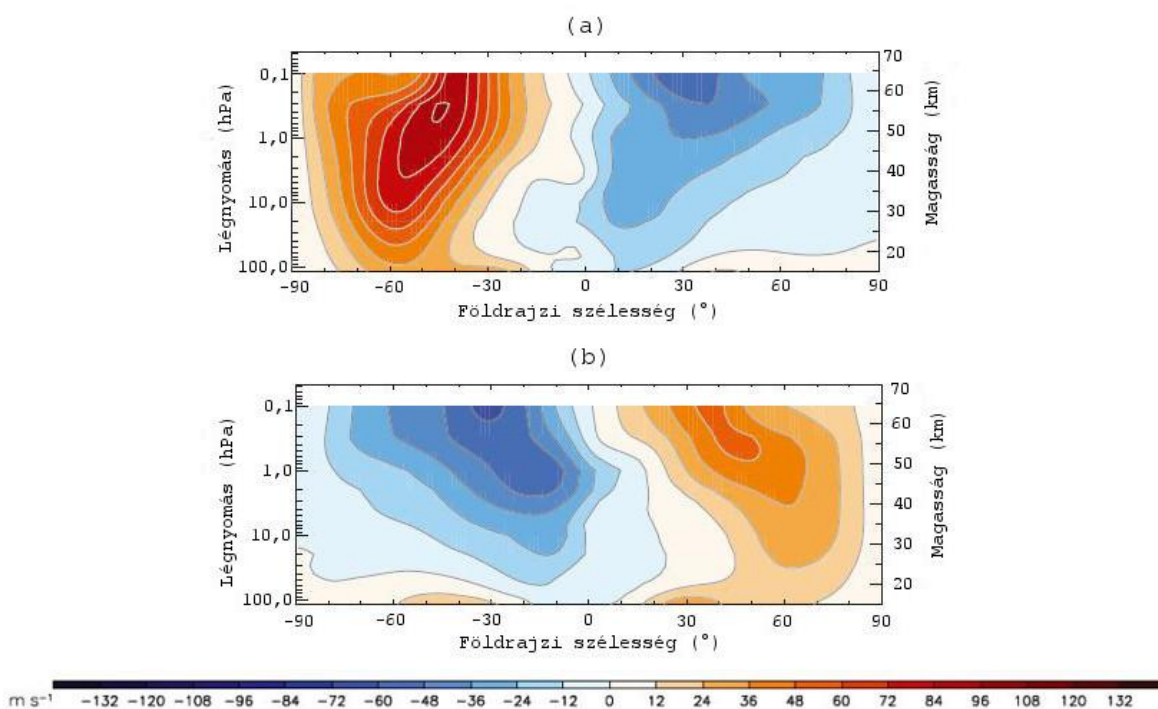 (a)
Légnyomás (hPa)
0,1
1,0
10,0
100,0
70
60
50
40
30
20
Magasság (km)
-90 -60 -30 0 30 60 90
Földrajzi szélesség (°)
(b)
Légnyomás (hPa)
0,1
1,0
10,0
100,0
70
60
50
40
30
20
Magasság (km)
-90 -60 -30 0 30 60 90
Földrajzi szélesség (°)
m s⁻¹ -132 -120 -108 -96 -84 -72 -60 -48 -36 -24 -12 0 12 24 36 48 60 72 84 96 108 120 132